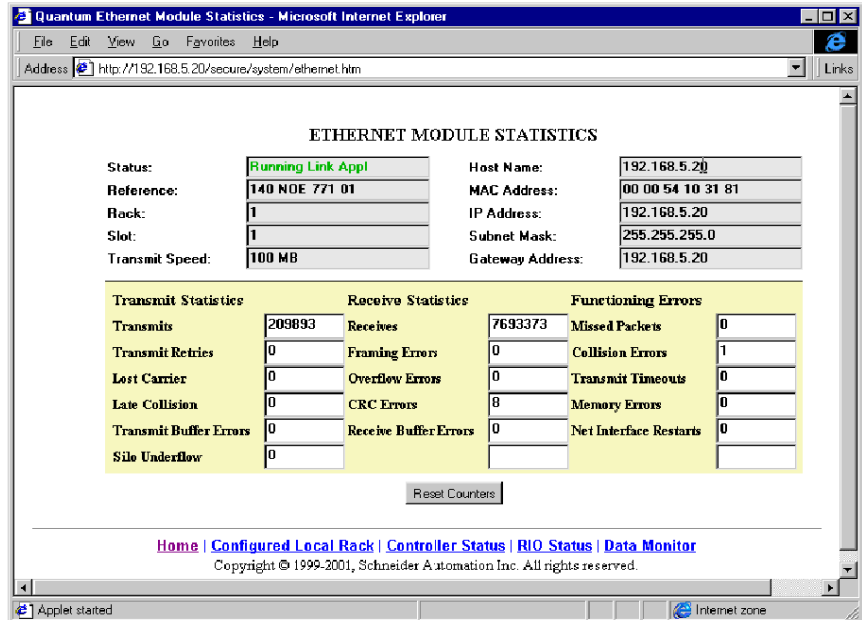 Quantum Ethernet Module Statistics - Microsoft Internet Explorer
File Edit View Go Favorites Help
Address http://192.168.5.20/secure/system/ethernet.htm Links
ETHERNET MODULE STATISTICS
Status: Running Link Appl Host Name: 192.168.5.20
Reference: 140 NOE 771 01 MAC Address: 00 00 54 10 31 81
Rack: 1 IP Address: 192.168.5.20
Slot: 1 Subnet Mask: 255.255.255.0
Transmit Speed: 100 MB Gateway Address: 192.168.5.20
Transmit Statistics Receive Statistics Functioning Errors
Transmits 209893 Receives 7693373 Missed Packets 0
Transmit Retries 0 Framing Errors 0 Collision Errors 1
Lost Carrier 0 Overflow Errors 0 Transmit Timeouts 0
Late Collision 0 CRC Errors 8 Memory Errors 0
Transmit Buffer Errors 0 Receive Buffer Errors 0 Net Interface Restarts 0
Silo Underflow 0
Reset Counters
Home | Configured Local Rack | Controller Status | RIO Status | Data Monitor
Copyright © 1999-2001, Schneider Automation Inc. All rights reserved.
Applet started Internet zone